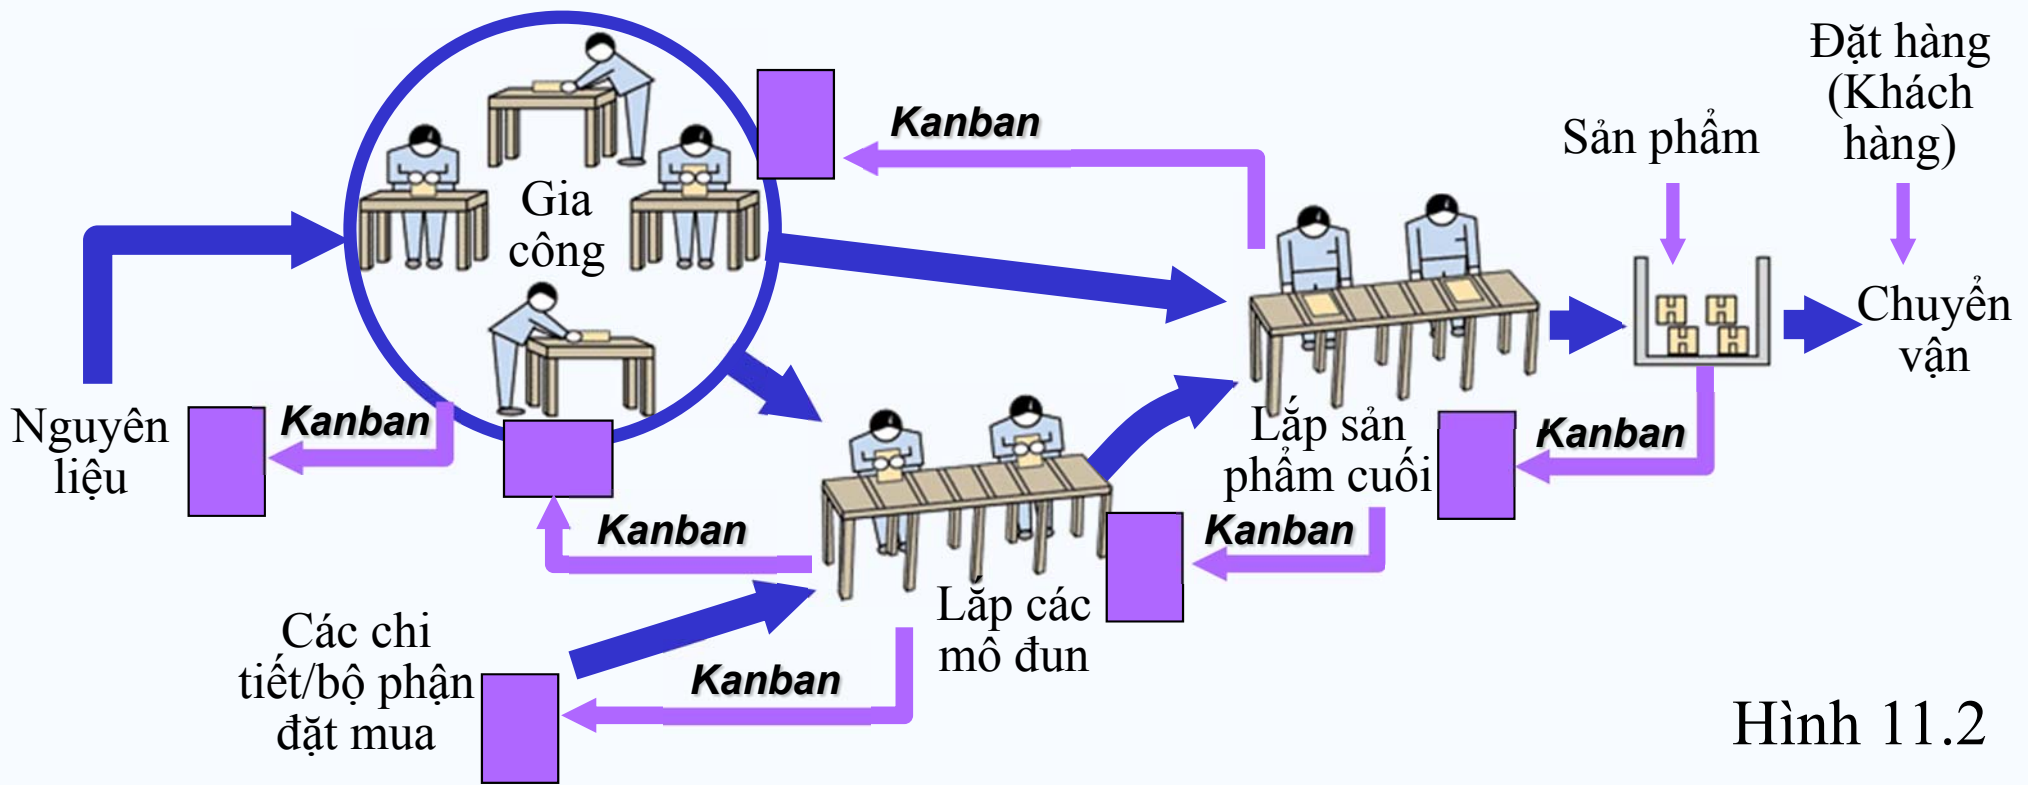 Đặt hàng
(Khách
hàng)
Sản phẩm
Kanban
Gia
công
Chuyển
vận
Nguyên
liệu
Kanban
Lắp sản
phẩm cuối
Kanban
Kanban
Kanban
Lắp các
mô đun
Các chi
tiết/bộ phận
đặt mua
Kanban
Hình 11.2